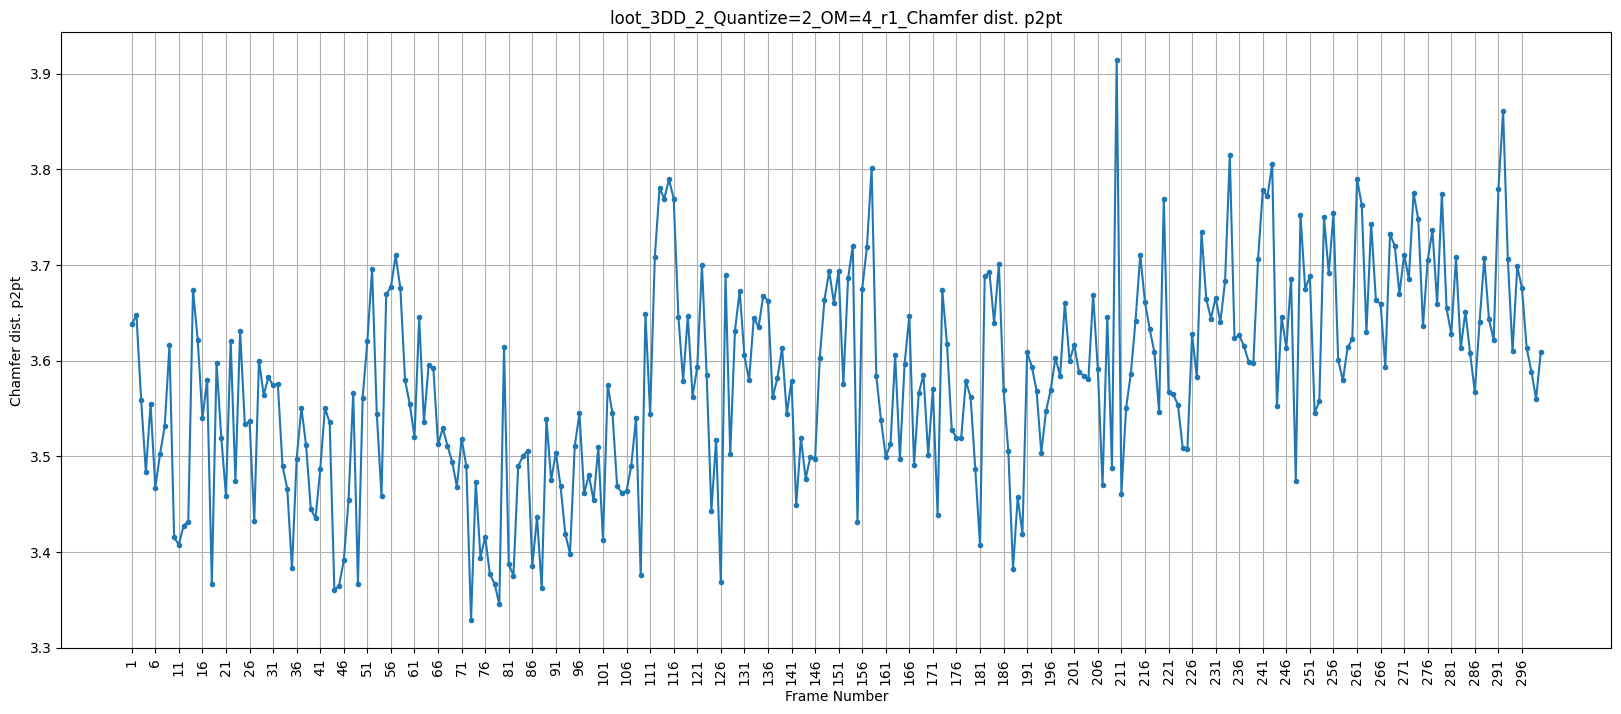 loot_3DD_2_Quantize=2_OM=4_r1_Chamfer dist. p2pt
Chamfer dist. p2pt
3.9
3.8
3.7
3.6
3.5
3.4
3.3
1 6 11 16 21 26 31 36 41 46 51 56 61 66 71 76 81 86 91 96 101 106 111 116 121 126 131 136 141 146 151 156 161 166 171 176 181 186 191 196 201 206 211 216 221 226 231 236 241 246 251 256 261 266 271 276 281 286 291 296
Frame Number